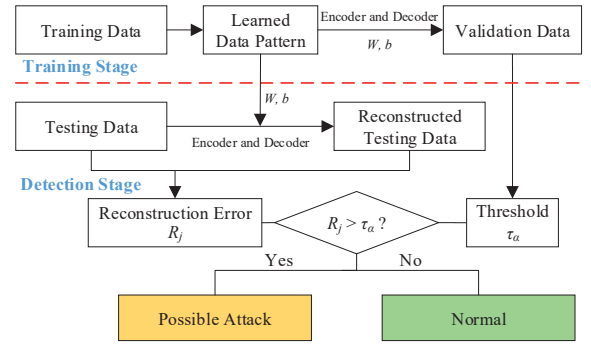 Training Data
Learned
Data Pattern
Encoder and Decoder
W, b
Validation Data
Training Stage
W, b
Testing Data
Encoder and Decoder
Reconstructed
Testing Data
Detection Stage
Reconstruction Error
Rj
Rj > τα ?
Threshold
τα
Yes
No
Possible Attack
Normal